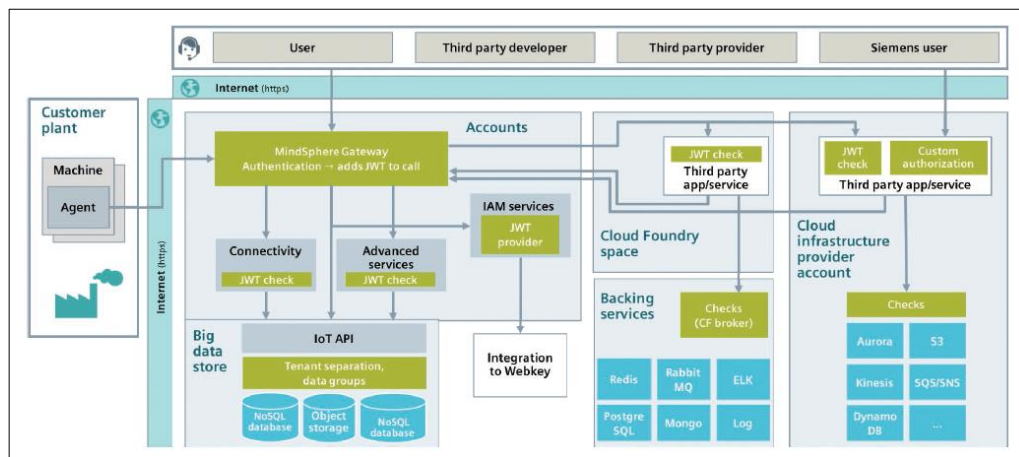 User
Third party developer
Third party provider
Siemens user
Internet (https)
Customer
plant
Machine
Agent
Internet (https)
Accounts
MindSphere Gateway
Authentication → adds JWT to call
IAM services
JWT
provider
Connectivity
JWT check
Advanced
services
JWT check
Big
data
store
IoT API
Tenant separation,
data groups
NoSQL
database
Object
storage
NoSQL
database
Integration
to Webkey
JWT check
Third party
app/service
Cloud Foundry
space
Backing
services
Checks
(CF broker)
Redis
Rabbit
MQ
ELK
Postgre
SQL
Mongo
Log
JWT
check
Custom
authorization
Third party app/service
Cloud
infrastructure
provider
account
Checks
Aurora
S3
Kinesis
SQS/SNS
Dynamo
DB
...